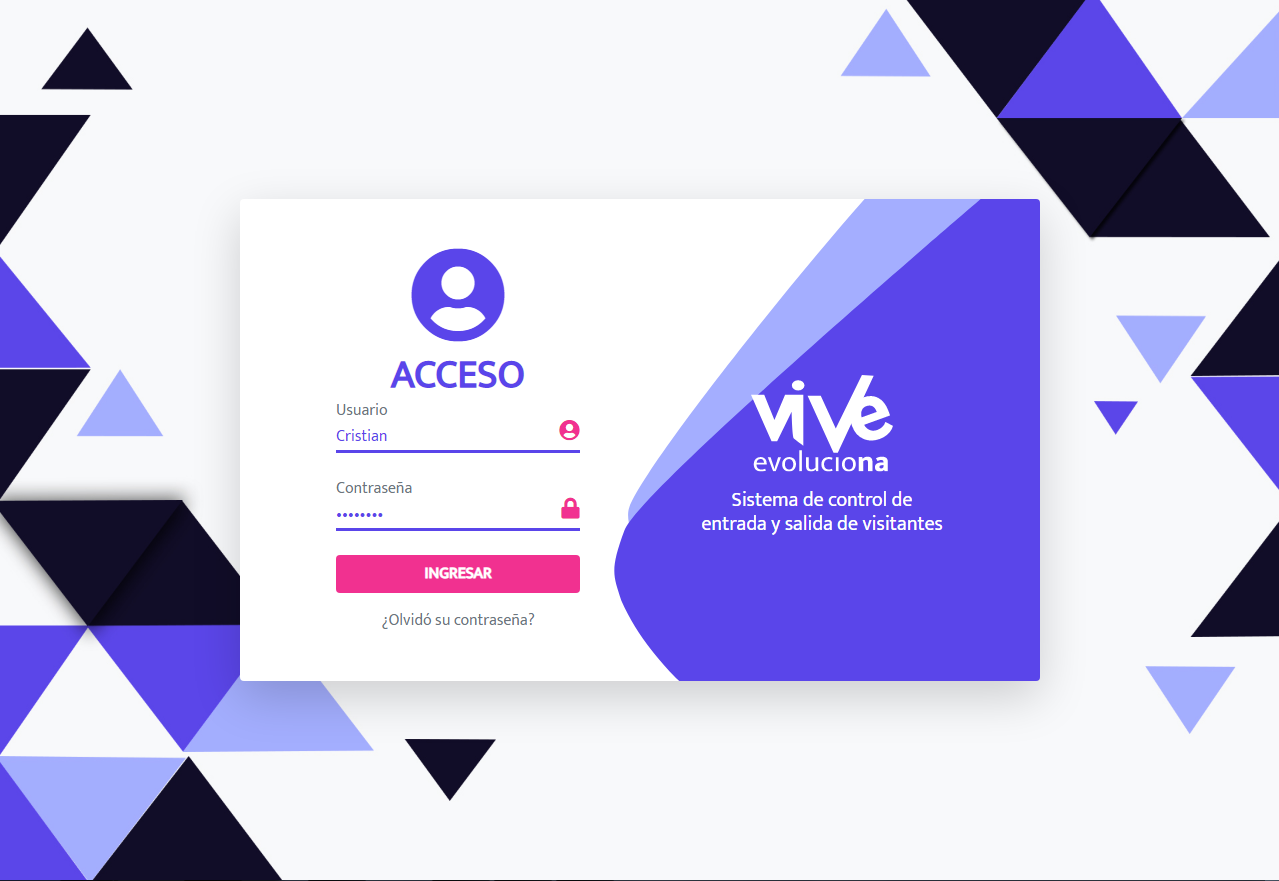 ACCESO
Usuario
Cristian
Contraseña
••••••••
INGRESAR
¿Olvidó su contraseña?
vive
evoluciona
Sistema de control de
entrada y salida de visitantes